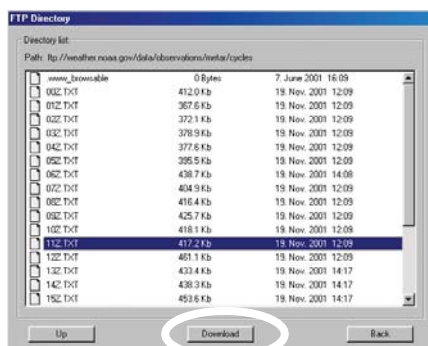 FTP Directory
Directory list:
Path: ftp://weather.noaa.gov/data/observations/metar/cycles
.www_browsable 0 Bytes 7. June 2001 16:09
00Z.TXT 412.0 Kb 19. Nov. 2001 12:09
01Z.TXT 367.6 Kb 19. Nov. 2001 12:09
02Z.TXT 372.1 Kb 19. Nov. 2001 12:09
03Z.TXT 378.9 Kb 19. Nov. 2001 12:09
04Z.TXT 377.6 Kb 19. Nov. 2001 12:09
05Z.TXT 395.5 Kb 19. Nov. 2001 12:09
06Z.TXT 438.7 Kb 19. Nov. 2001 14:08
07Z.TXT 404.9 Kb 19. Nov. 2001 12:09
08Z.TXT 416.4 Kb 19. Nov. 2001 12:09
09Z.TXT 425.7 Kb 19. Nov. 2001 12:09
10Z.TXT 418.1 Kb 19. Nov. 2001 12:09
11Z.TXT 417.2 Kb 19. Nov. 2001 12:09
12Z.TXT 461.1 Kb 19. Nov. 2001 12:09
13Z.TXT 433.4 Kb 19. Nov. 2001 14:17
14Z.TXT 438.3 Kb 19. Nov. 2001 14:17
15Z.TXT 453.6 Kb 19. Nov. 2001 14:17
Up Download Back